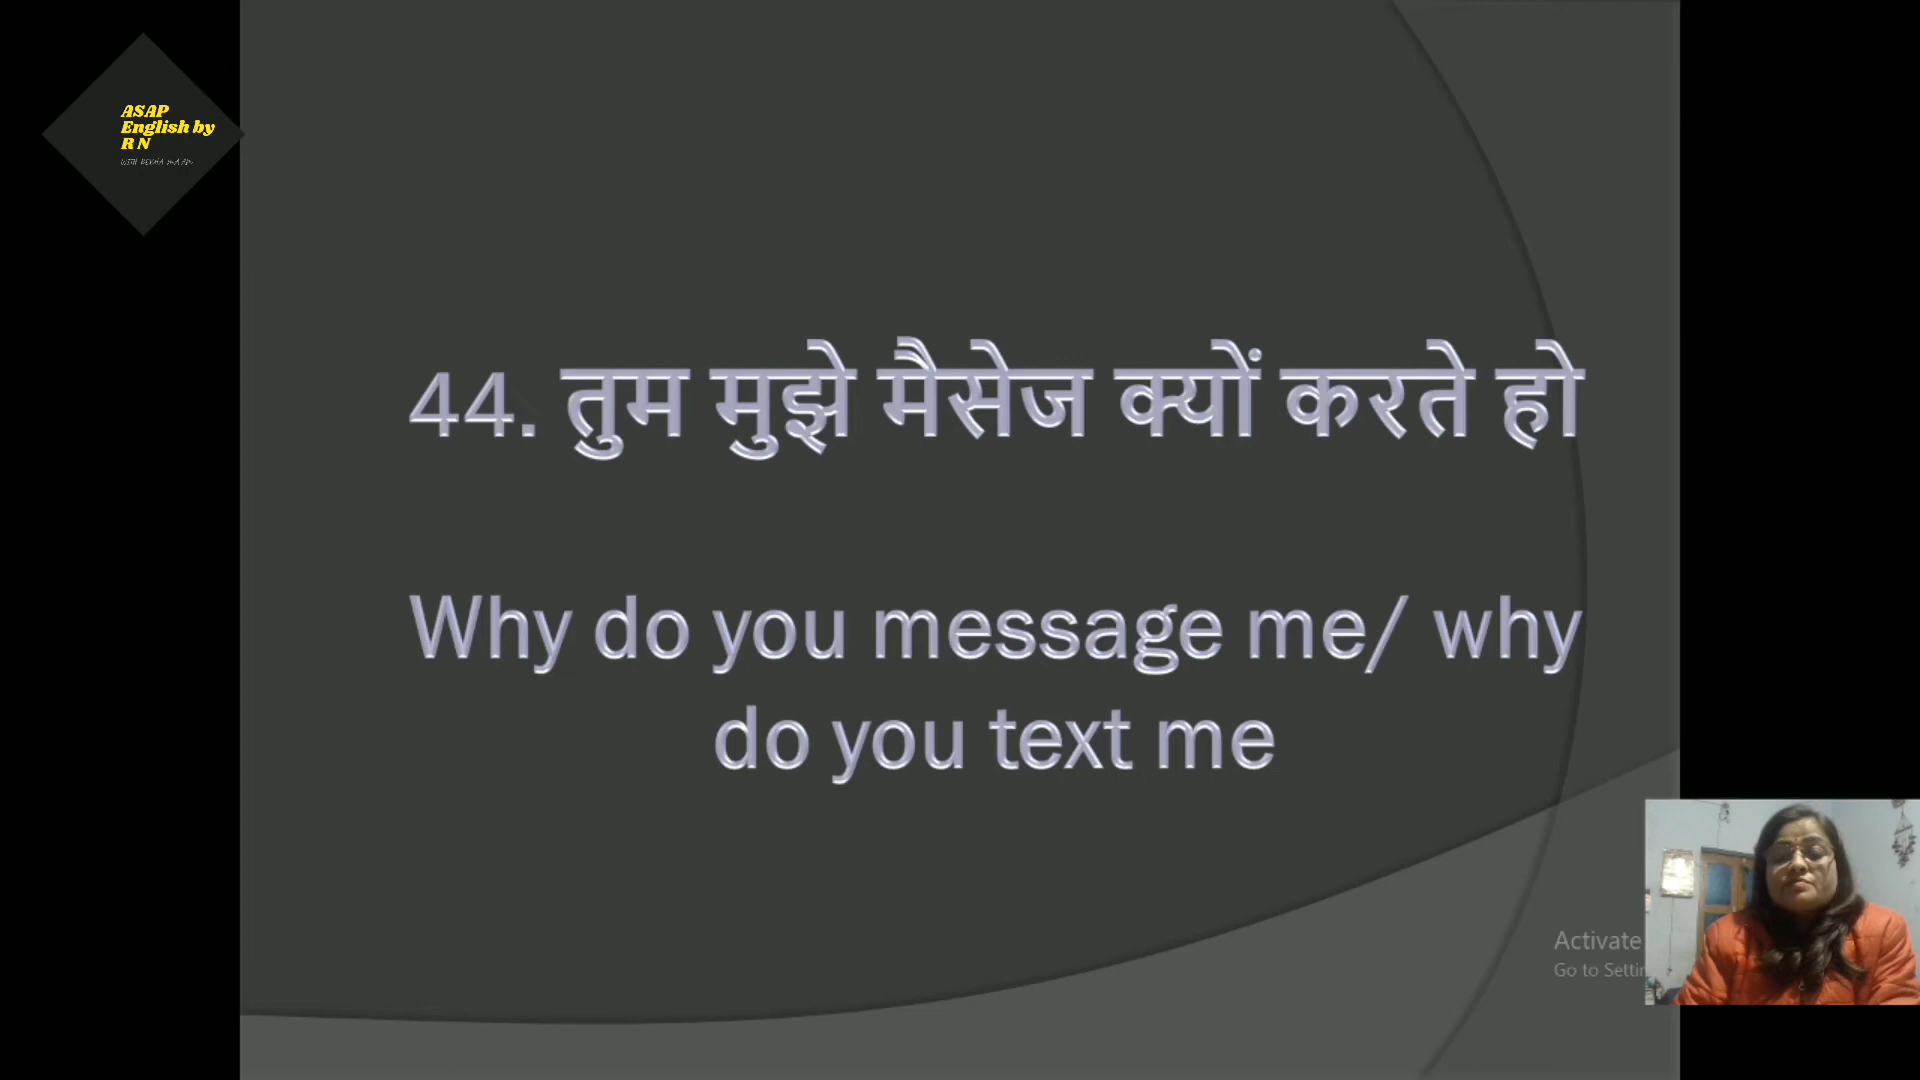 ASAP
English by
R N
44. तुम मुझे मैसेज क्यों करते हो
Why do you message me/ why
do you text me
Activate
Go to Settin